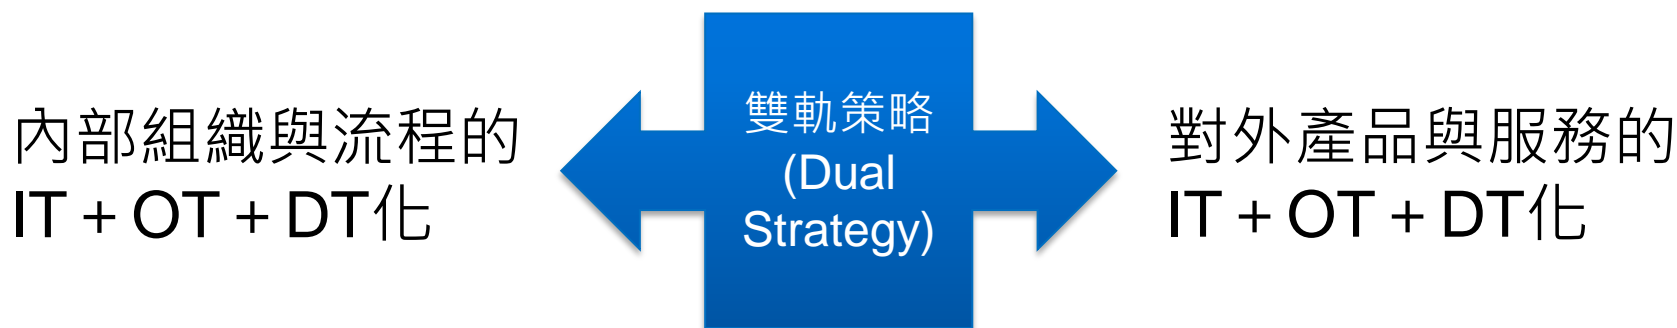 內部組織與流程的
IT + OT + DT化
雙軌策略
(Dual
Strategy)
對外產品與服務的
IT + OT + DT化